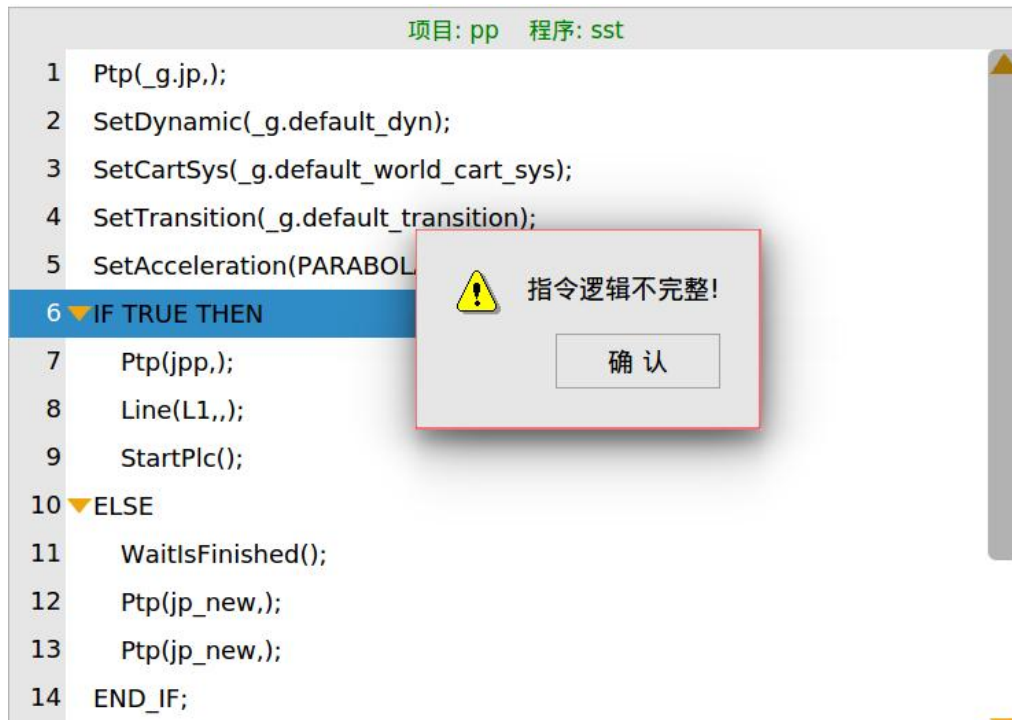 项目: pp 程序: sst
1 Ptp(_g.jp,);
2 SetDynamic(_g.default_dyn);
3 SetCartSys(_g.default_world_cart_sys);
4 SetTransition(_g.default_transition);
5 SetAcceleration(PARABOL
指令逻辑不完整!
6 IF TRUE THEN
7 Ptp(jpp,);
确 认
8 Line(L1,,);
9 StartPlc();
10 ELSE
11 WaitIsFinished();
12 Ptp(jp_new,);
13 Ptp(jp_new,);
14 END_IF;